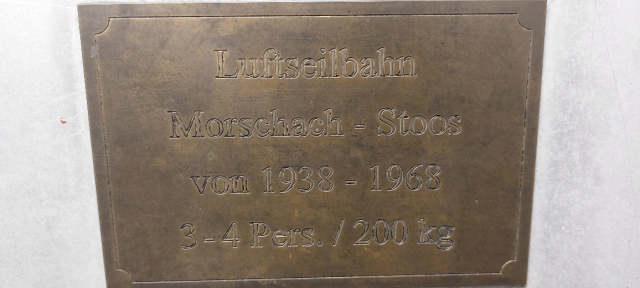 Luftseilbahn
Morschach - Stoos
von 1938 - 1968
3 - 4 Pers. / 200 kg